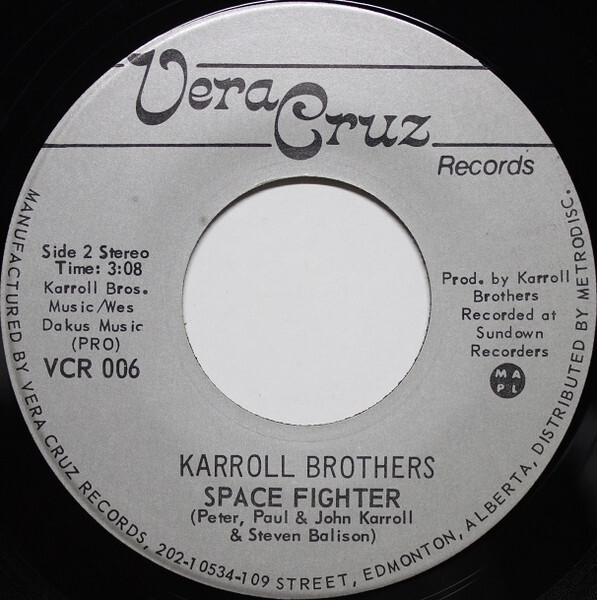 Vera Cruz
Records
Side 2 Stereo
Time: 3:08
Karroll Bros.
Music/Wes
Dakus Music
(PRO)
VCR 006
Prod. by Karroll
Brothers
Recorded at
Sundown
Recorders
M A
P L
KARROLL BROTHERS
SPACE FIGHTER
(Peter, Paul & John Karroll
& Steven Balison)
MANUFACTURED BY VERA CRUZ RECORDS, 202-10534-109 STREET, EDMONTON, ALBERTA, DISTRIBUTED BY METRODISC.